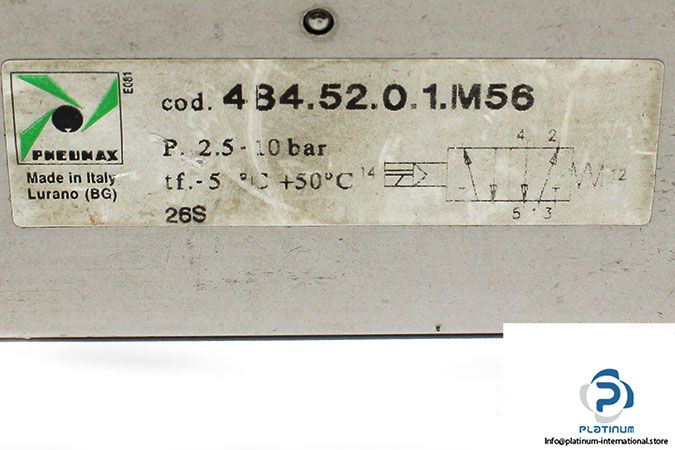 E081
cod. 484.52.0.1.M56
PNEUMAX
P. 2.5-10 bar
Made in Italy
Lurano (BG)
tf.-5 °C +50°C
26S
14
4 2
12
5 3
PLATINUM
Info@platinum-international.store